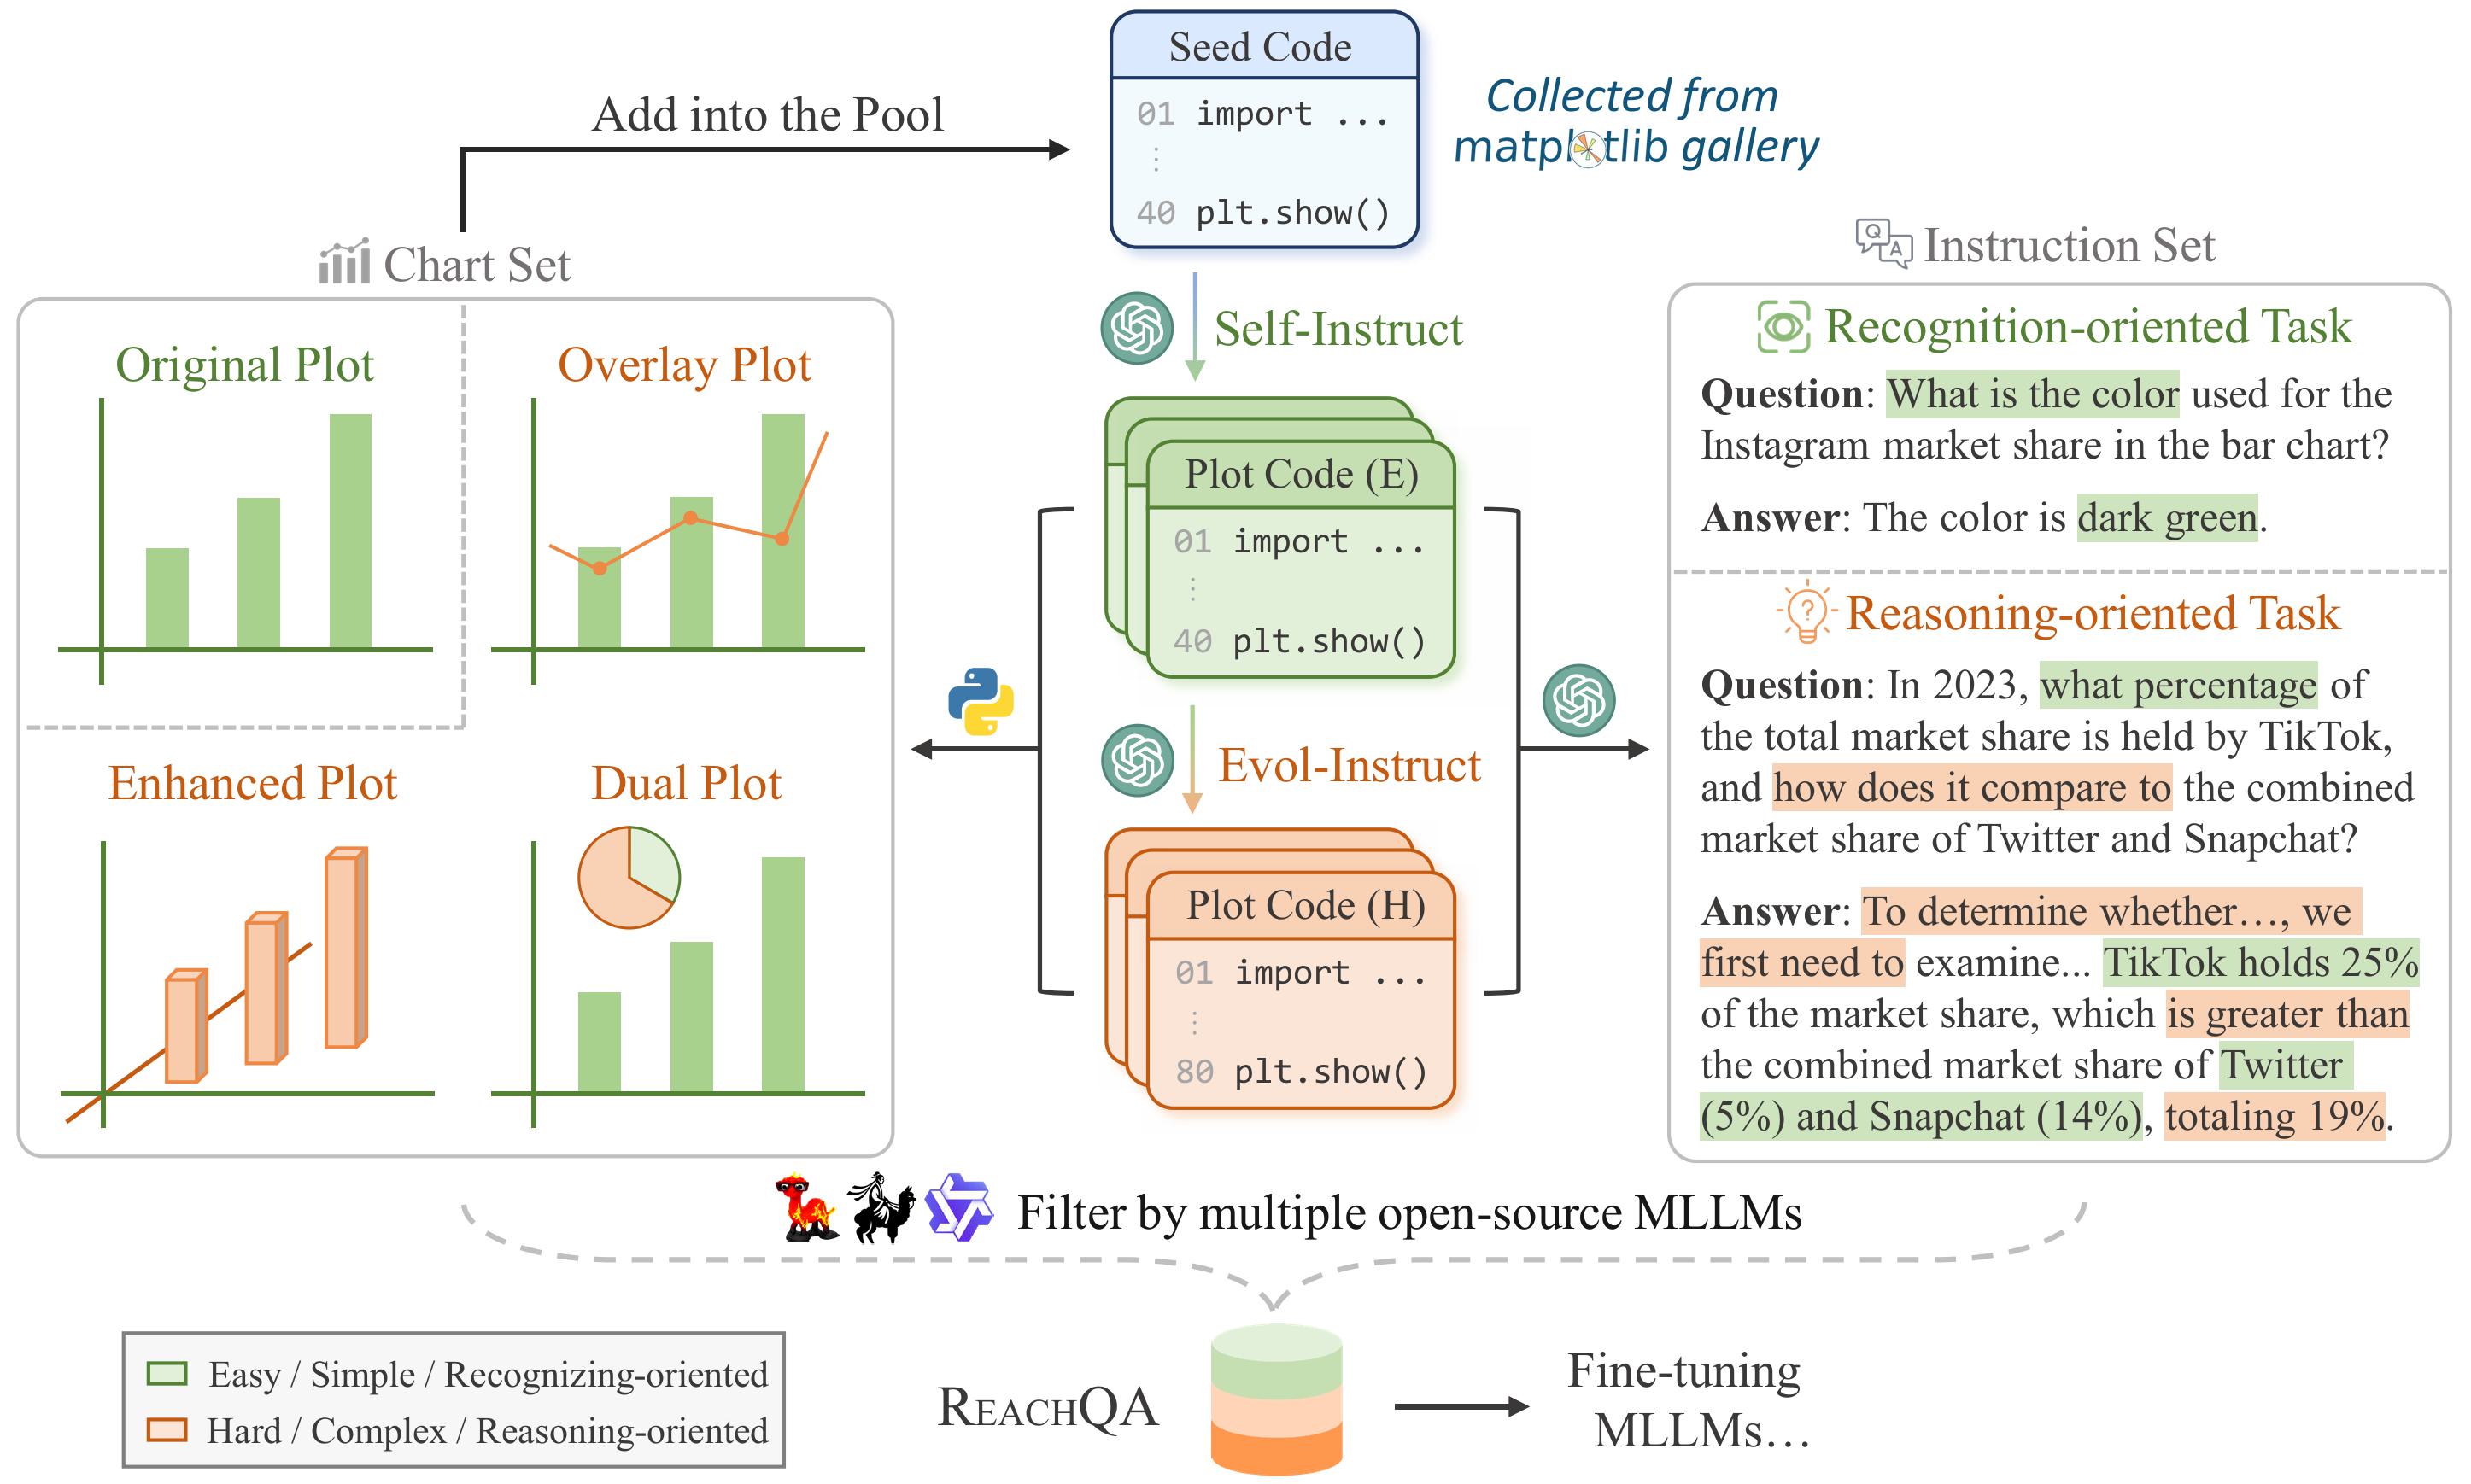 Seed Code
01 import ...
⋮
40 plt.show()
Collected from
matplotlib gallery
Add into the Pool
Chart Set
Original Plot
Overlay Plot
Enhanced Plot
Dual Plot
Self-Instruct
Plot Code (E)
01 import ...
⋮
40 plt.show()
Evol-Instruct
Plot Code (H)
01 import ...
⋮
80 plt.show()
Instruction Set
Q
A
Recognition-oriented Task
Question: What is the color used for the
Instagram market share in the bar chart?
Answer: The color is dark green.
?
Reasoning-oriented Task
Question: In 2023, what percentage of
the total market share is held by TikTok,
and how does it compare to the combined
market share of Twitter and Snapchat?
Answer: To determine whether…, we
first need to examine... TikTok holds 25%
of the market share, which is greater than
the combined market share of Twitter
(5%) and Snapchat (14%), totaling 19%.
Filter by multiple open-source MLLMs
Easy / Simple / Recognizing-oriented
Hard / Complex / Reasoning-oriented
REACHQA
Fine-tuning
MLLMs…